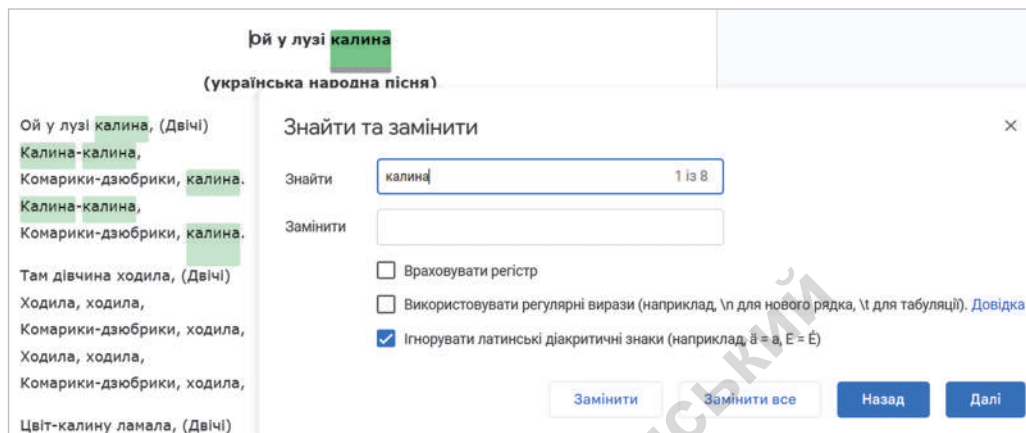 Ой у лузі калина
(українська народна пісня)
Ой у лузі калина, (Двічі)
Калина-калина,
Комарики-дзюбрики, калина.
Калина-калина,
Комарики-дзюбрики, калина.
Там дівчина ходила, (Двічі)
Ходила, ходила,
Комарики-дзюбрики, ходила,
Ходила, ходила,
Комарики-дзюбрики, ходила,
Цвіт-калину ламала, (Двічі)
Знайти та замінити
×
Знайти
калина
1 із 8
Замінити
Враховувати регістр
Використовувати регулярні вирази (наприклад, \n для нового рядка, \t для табуляції). Довідка
Ігнорувати латинські діакритичні знаки (наприклад, ä = a, E = É)
Замінити
Замінити все
Назад
Далі